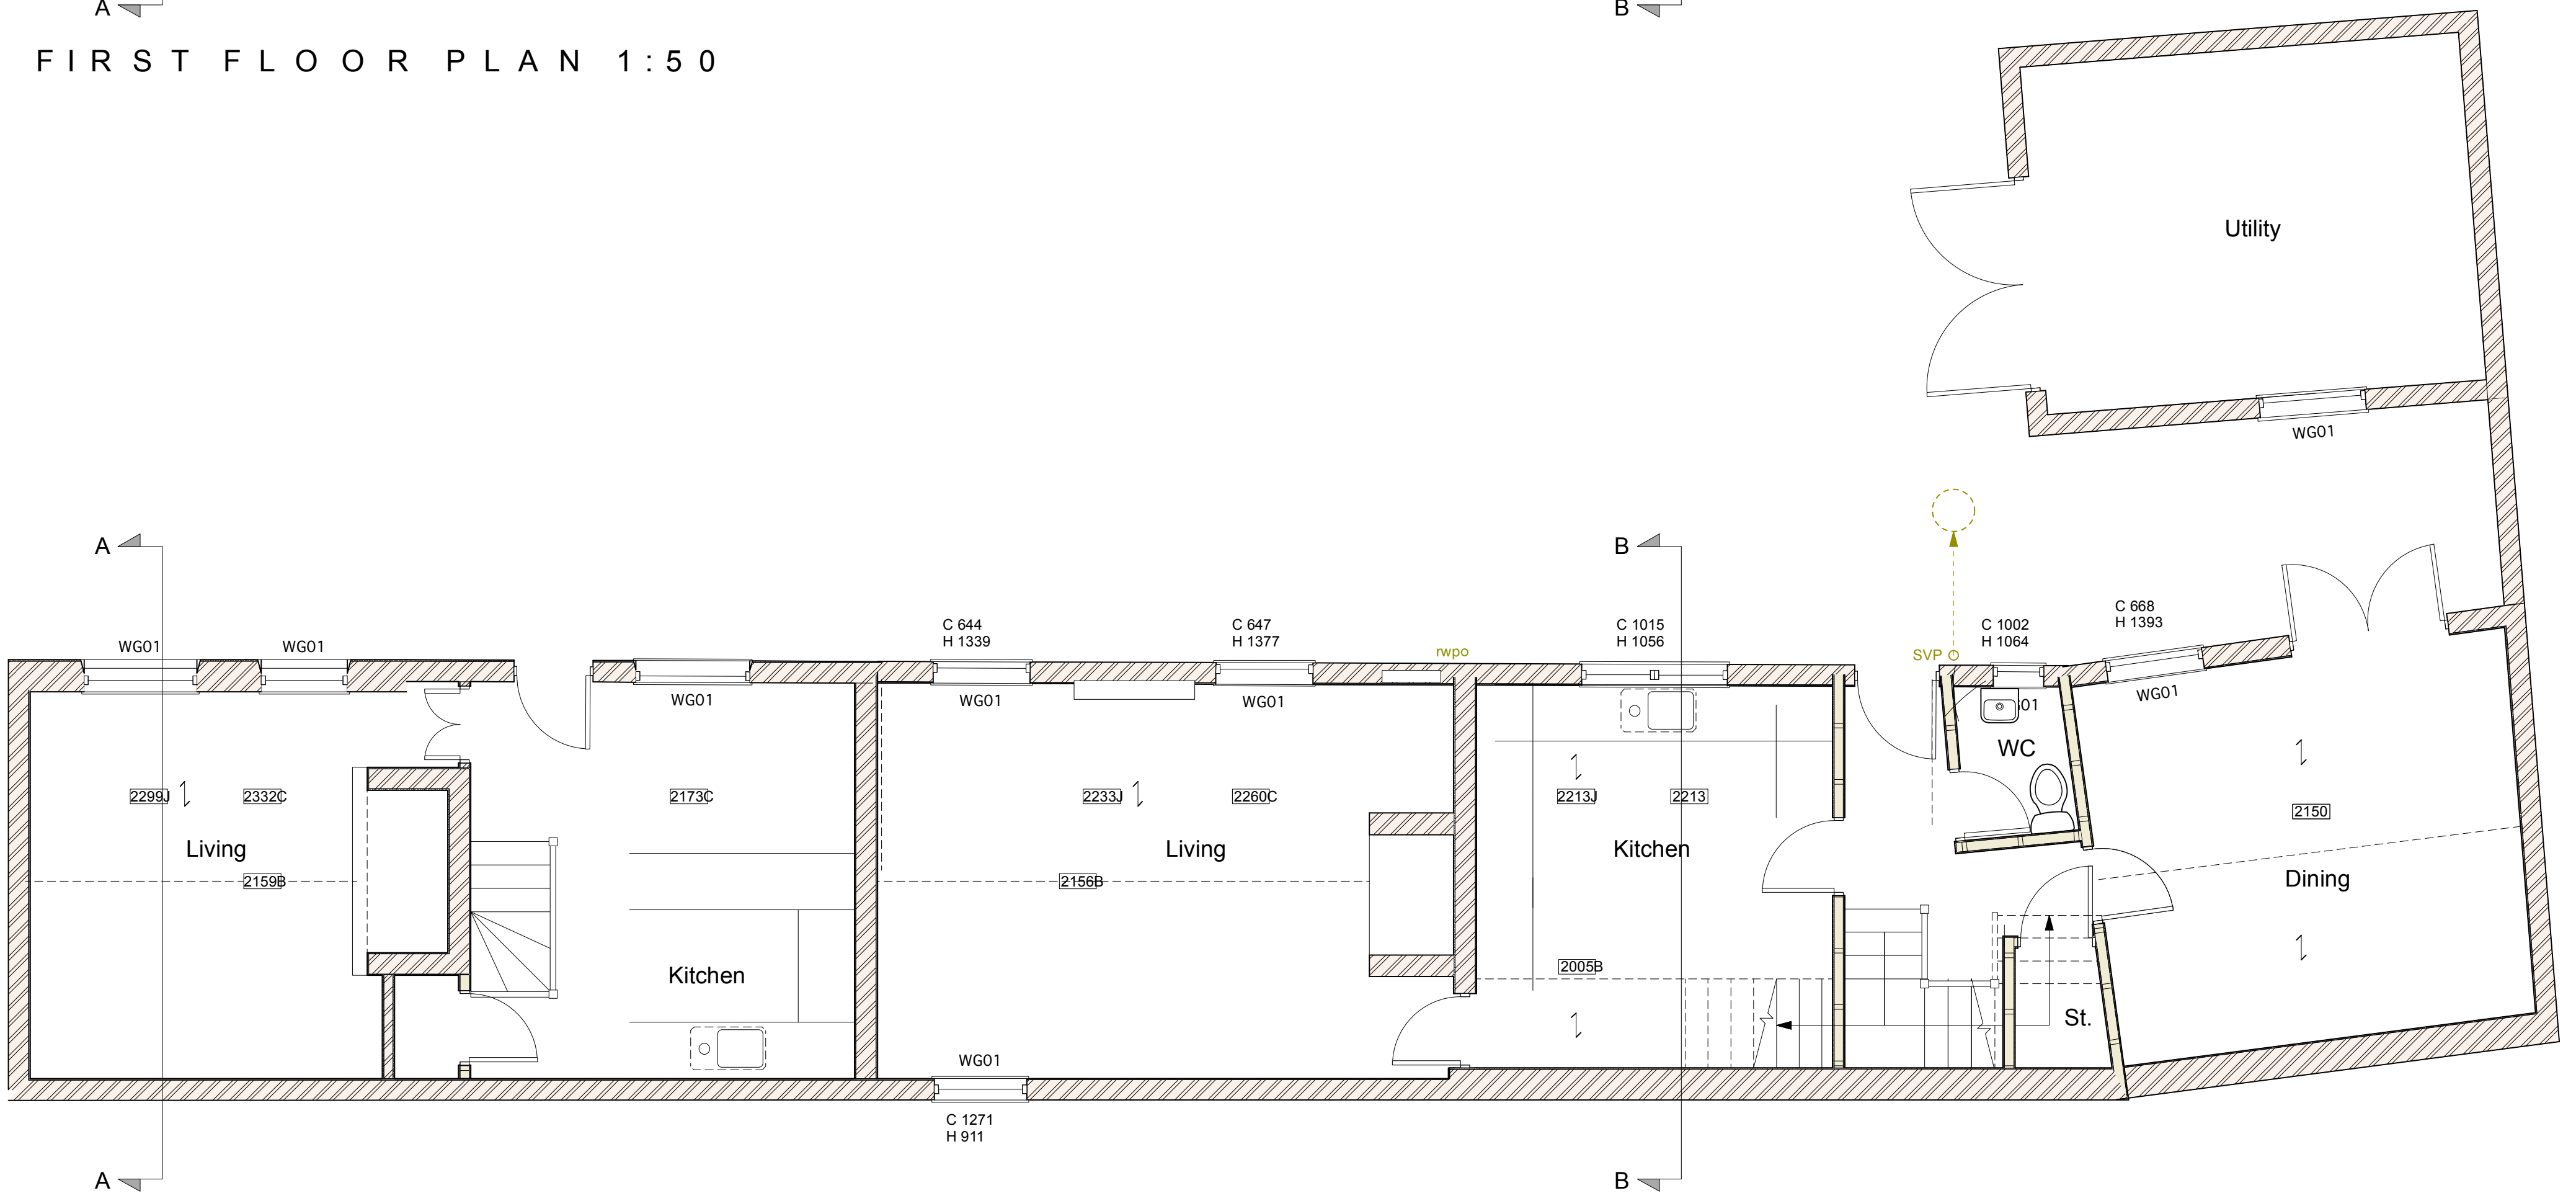 A
B
FIRST FLOOR PLAN 1:50
Utility
WG01
A
B
C 644
H 1339
C 647
H 1377
C 1015
H 1056
C 1002
H 1064
C 668
H 1393
WG01
WG01
rwpo
SVP
WG01
WG01
WG01
01
WG01
WC
2299J
2332C
2173C
2233J
2260C
2213J
2213
2150
Living
Living
Kitchen
Dining
2159B
2156B
2005B
Kitchen
St.
WG01
C 1271
H 911
A
B